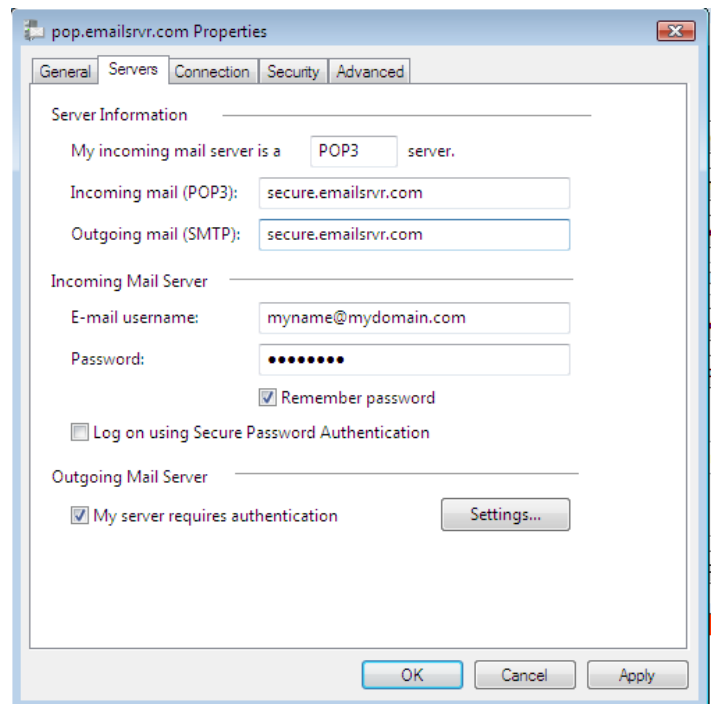 pop.emailsrvr.com Properties
General Servers Connection Security Advanced
Server Information
My incoming mail server is a POP3 server.
Incoming mail (POP3): secure.emailsrvr.com
Outgoing mail (SMTP): secure.emailsrvr.com
Incoming Mail Server
E-mail username: myname@mydomain.com
Password: ●●●●●●●●
Remember password
Log on using Secure Password Authentication
Outgoing Mail Server
My server requires authentication Settings...
OK Cancel Apply